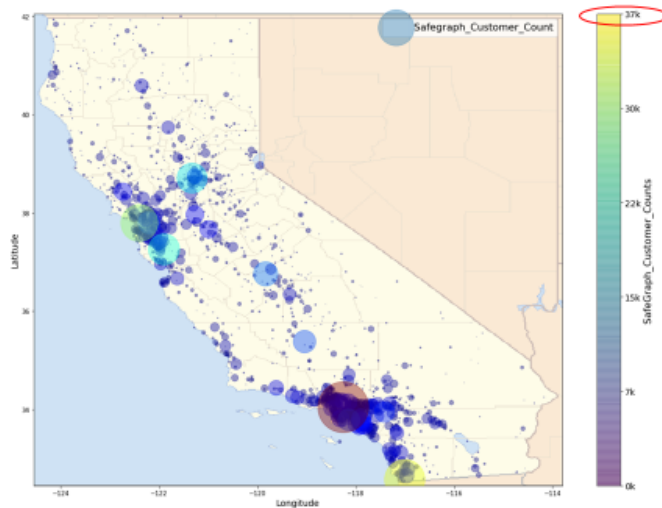 Safegraph_Customer_Count
42
40
38
36
34
Latitude
−124
−122
−120
−118
−116
−114
Longitude
37k
30k
22k
15k
7k
0k
SafeGraph_Customer_Counts